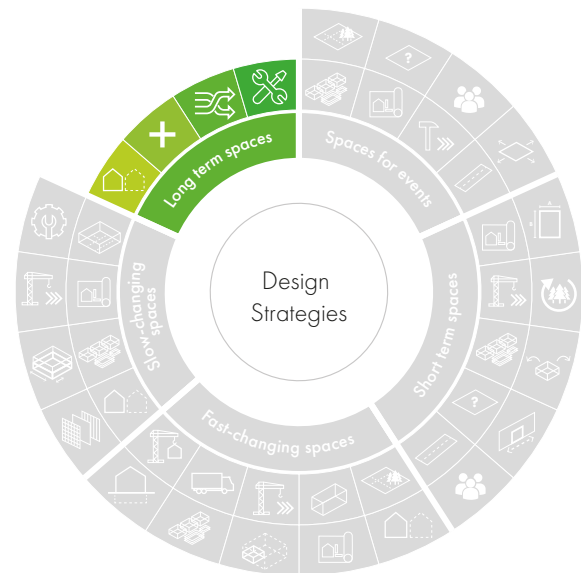 Long term spaces
Spaces for events
Short term spaces
Fast-changing spaces
Slow-changing
spaces
Design
Strategies
?
?